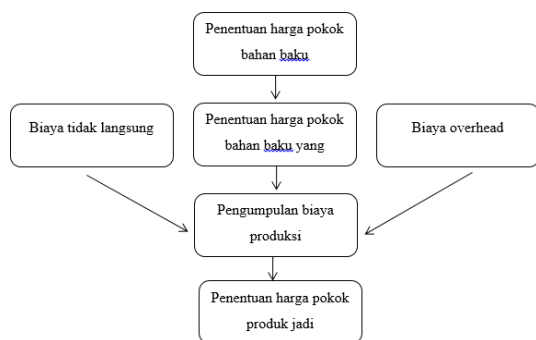 Penentuan harga pokok
bahan baku
Biaya tidak langsung
Penentuan harga pokok
bahan baku yang
Biaya overhead
Pengumpulan biaya
produksi
Penentuan harga pokok
produk jadi